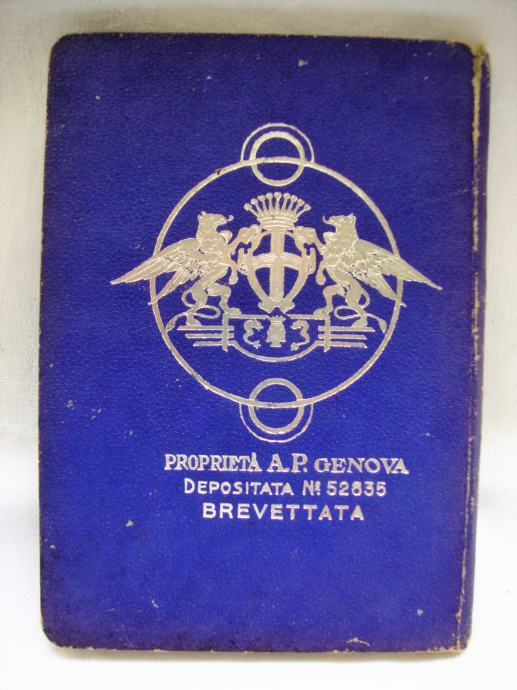 PROPRIETÀ A.P. GENOVA
DEPOSITATA Nº 52835
BREVETTATA